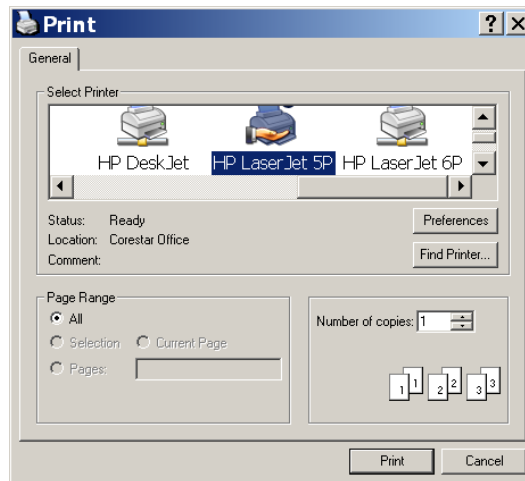 Print
General
Select Printer
HP DeskJet HP LaserJet 5P HP LaserJet 6P
Status: Ready
Preferences
Location: Corestar Office
Comment:
Find Printer...
Page Range
All
Selection Current Page
Pages:
Number of copies: 1
1 1 2 2 3 3
Print Cancel